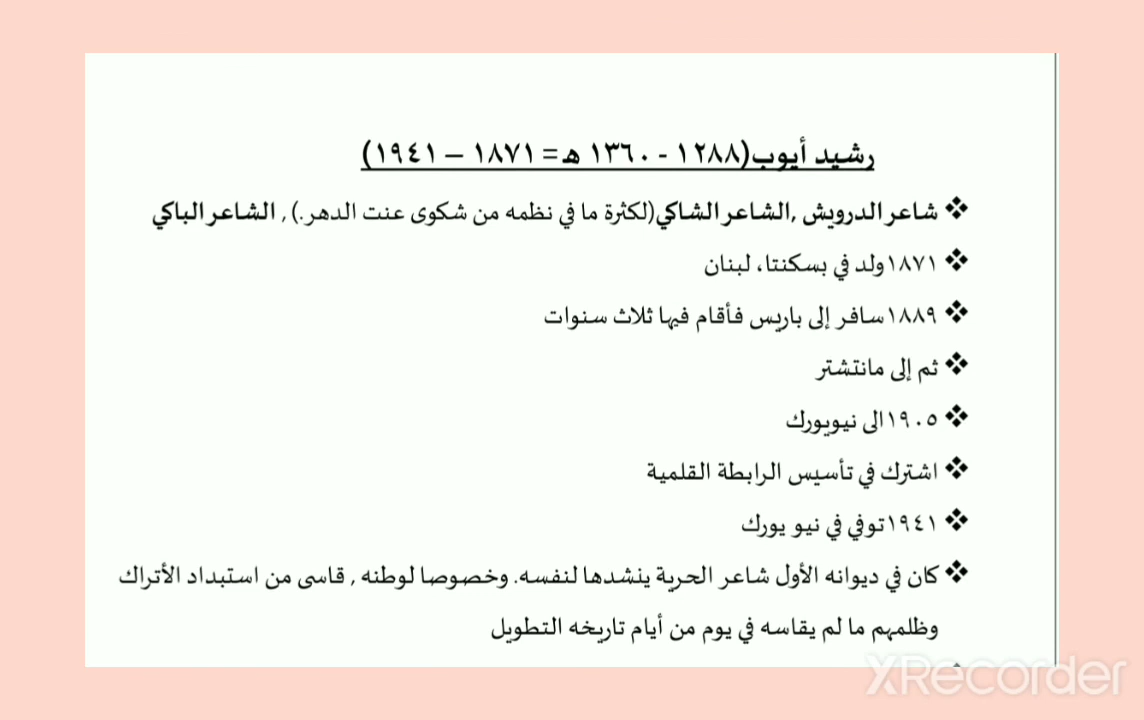 رشيد أيوب(١٢٨٨ - ١٣٦٠ هـ = ١٨٧١ – ١٩٤١)
❖ شاعر الدرويش ,الشاعر الشاكي(لكثرة ما في نظمه من شكوى عنت الدهر.) , الشاعر الباكي
❖ ١٨٧١ولد في بسكنتا، لبنان
❖ ١٨٨٩سافر إلى باريس فأقام فيها ثلاث سنوات
❖ ثم إلى مانتشتر
❖ ١٩٠٥الى نيويورك
❖ اشترك في تأسيس الرابطة القلمية
❖ ١٩٤١توفي في نيو يورك
❖ كان في ديوانه الأول شاعر الحرية ينشدها لنفسه. وخصوصا لوطنه , قاسى من استبداد الأتراك
وظلمهم ما لم يقاسه في يوم من أيام تاريخه التطويل
XRecorder